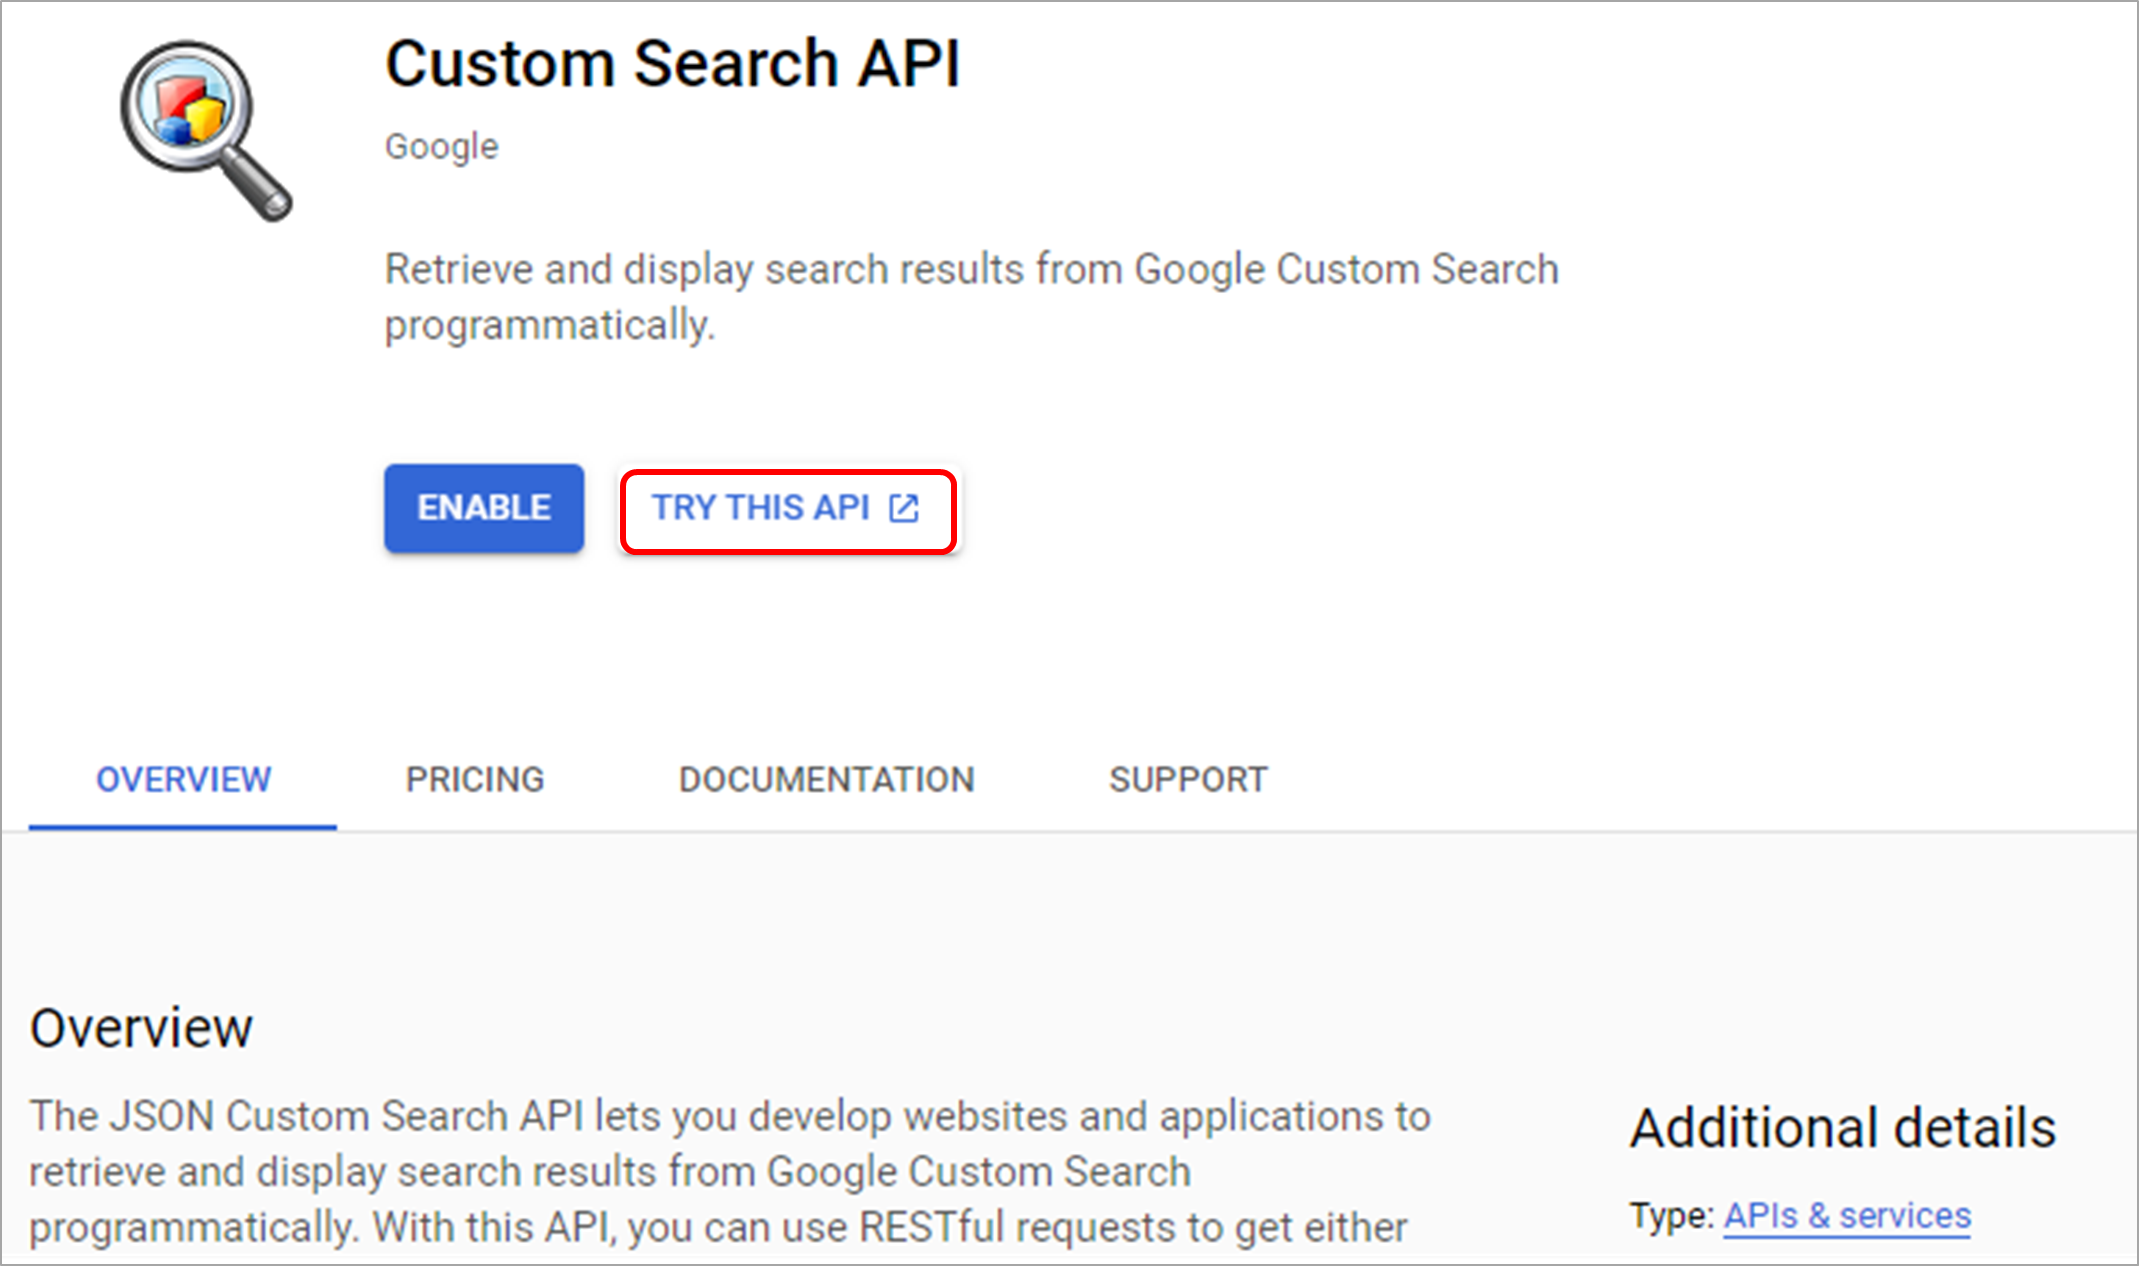 Custom Search API
Google
Retrieve and display search results from Google Custom Search
programmatically.
ENABLE
TRY THIS API
OVERVIEW
PRICING
DOCUMENTATION
SUPPORT
Overview
The JSON Custom Search API lets you develop websites and applications to
retrieve and display search results from Google Custom Search
programmatically. With this API, you can use RESTful requests to get either
Additional details
Type: APIs & services